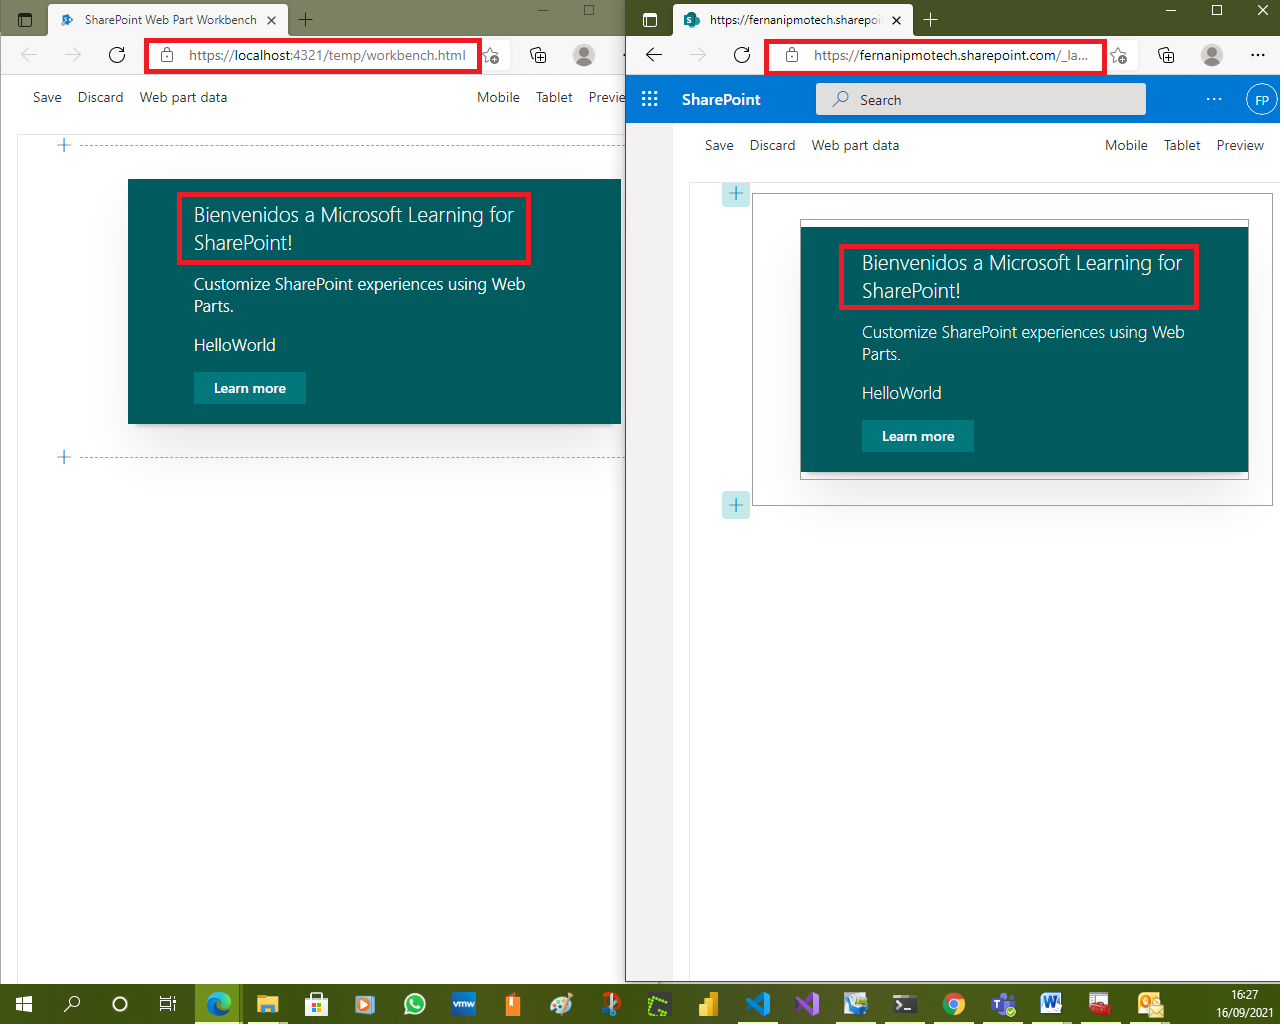 SharePoint Web Part Workbench
https://localhost:4321/temp/workbench.html
Save Discard Web part data Mobile Tablet
Bienvenidos a Microsoft Learning for
SharePoint!
Customize SharePoint experiences using Web
Parts.
HelloWorld
Learn more
https://fernanipmotech.sharepoi
https://fernanipmotech.sharepoint.com/_la...
SharePoint Search FP
Save Discard Web part data Mobile Tablet Preview
Bienvenidos a Microsoft Learning for
SharePoint!
Customize SharePoint experiences using Web
Parts.
HelloWorld
Learn more
vmw
16:27
16/09/2021